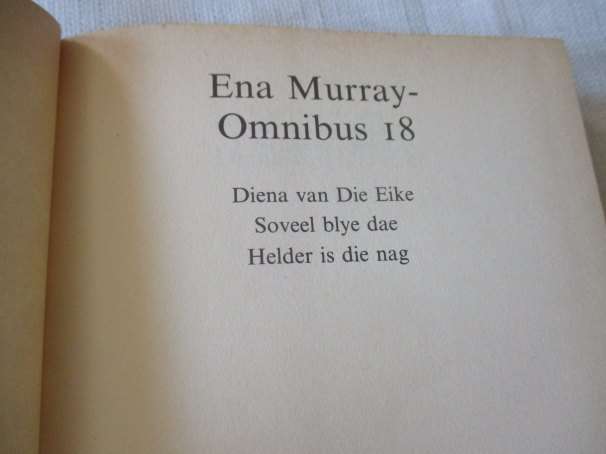 Ena Murray-
Omnibus 18
Diena van Die Eike
Soveel blye dae
Helder is die nag